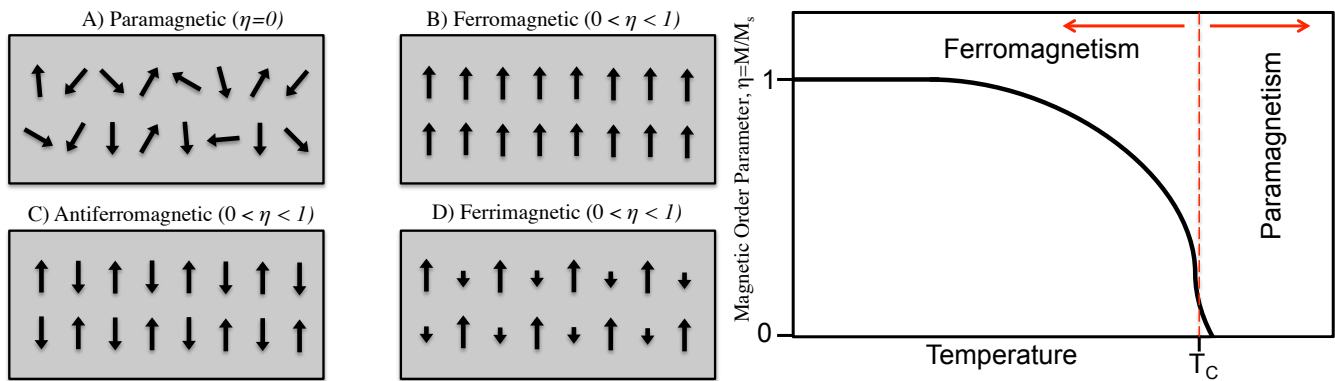 A) Paramagnetic (η=0)
B) Ferromagnetic (0 < η < 1)
C) Antiferromagnetic (0 < η < 1)
D) Ferrimagnetic (0 < η < 1)
Magnetic Order Parameter, η=M/Mₛ
1
0
Ferromagnetism
Paramagnetism
Temperature
T_C